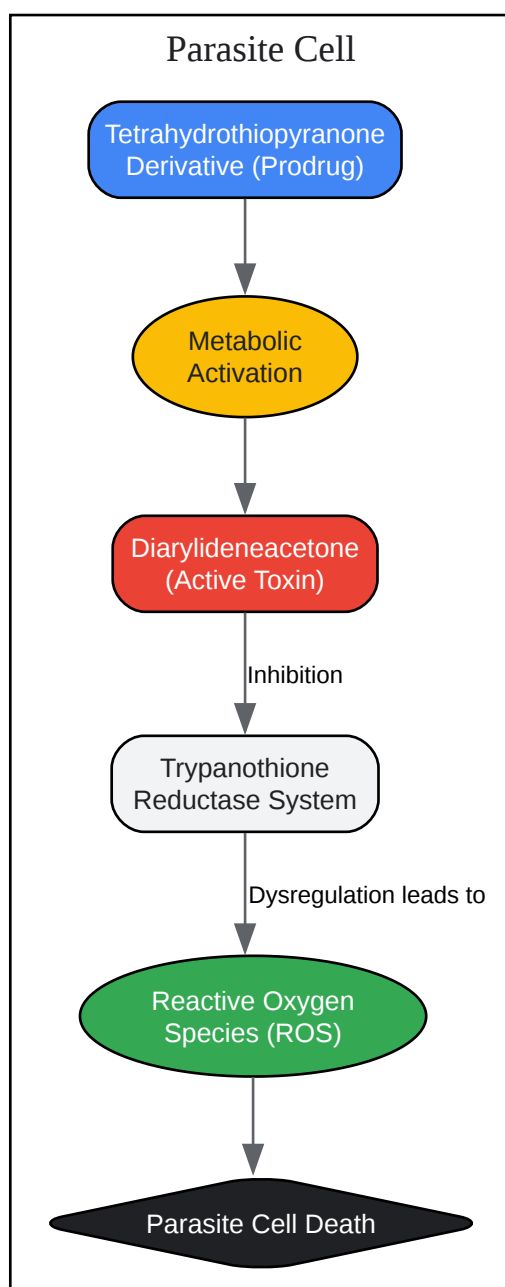 Parasite Cell
Tetrahydrothiopyranone
Derivative (Prodrug)
Metabolic
Activation
Diarylideneacetone
(Active Toxin)
Inhibition
Trypanothione
Reductase System
Dysregulation leads to
Reactive Oxygen
Species (ROS)
Parasite Cell Death